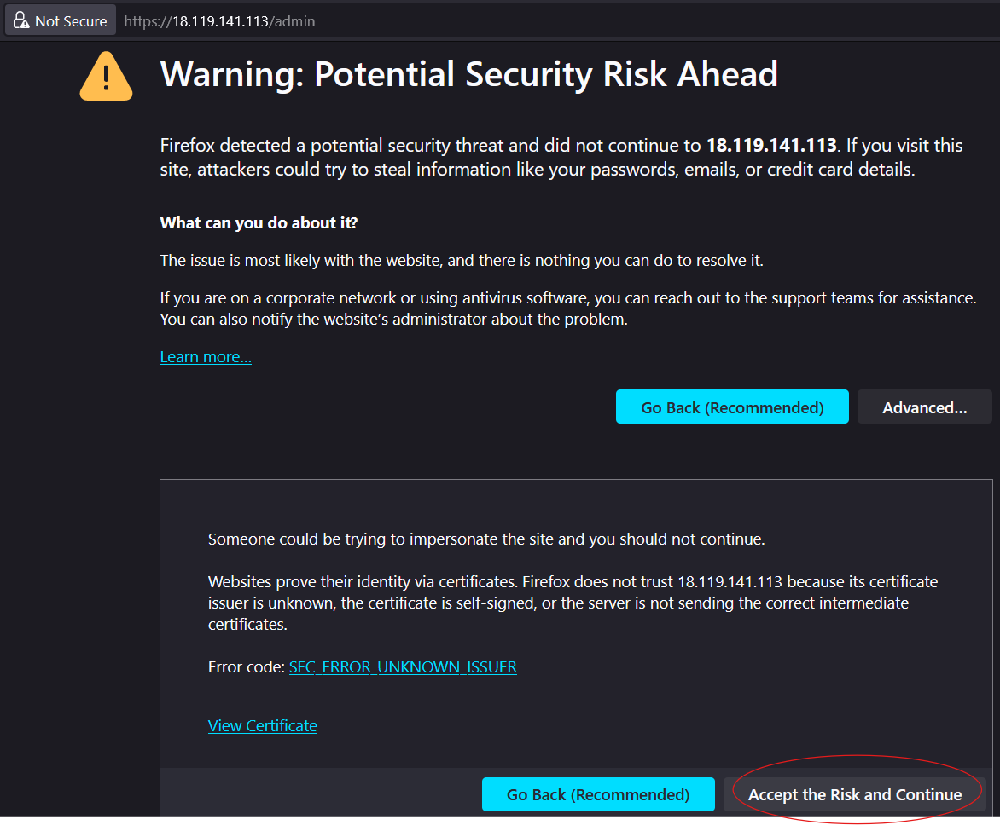 Not Secure https://18.119.141.113/admin
Warning: Potential Security Risk Ahead
Firefox detected a potential security threat and did not continue to 18.119.141.113. If you visit this
site, attackers could try to steal information like your passwords, emails, or credit card details.
What can you do about it?
The issue is most likely with the website, and there is nothing you can do to resolve it.
If you are on a corporate network or using antivirus software, you can reach out to the support teams for assistance.
You can also notify the website’s administrator about the problem.
Learn more...
Go Back (Recommended) Advanced...
Someone could be trying to impersonate the site and you should not continue.
Websites prove their identity via certificates. Firefox does not trust 18.119.141.113 because its certificate
issuer is unknown, the certificate is self-signed, or the server is not sending the correct intermediate
certificates.
Error code: SEC_ERROR_UNKNOWN_ISSUER
View Certificate
Go Back (Recommended) Accept the Risk and Continue